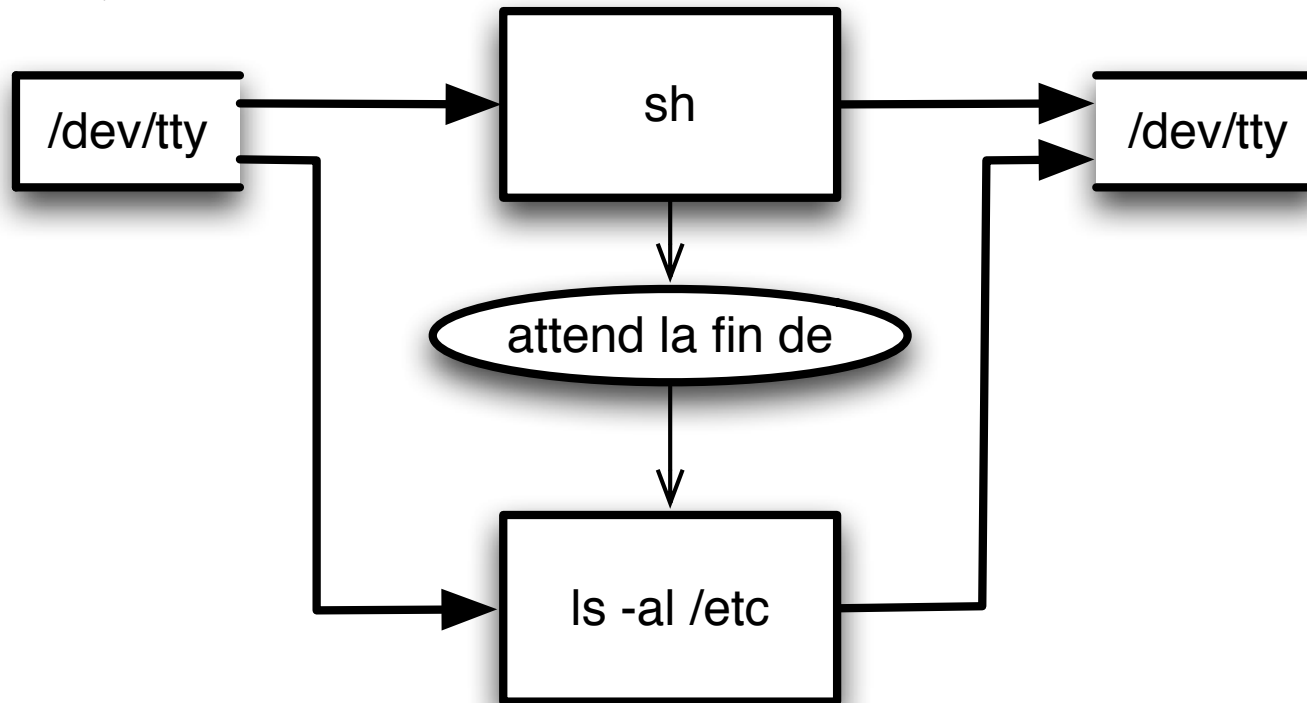 sh
/dev/tty
/dev/tty
attend la fin de
ls -al /etc